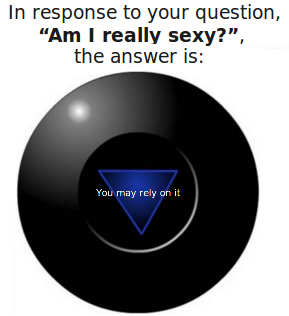 In response to your question,
“Am I really sexy?”,
the answer is:
You may rely on it